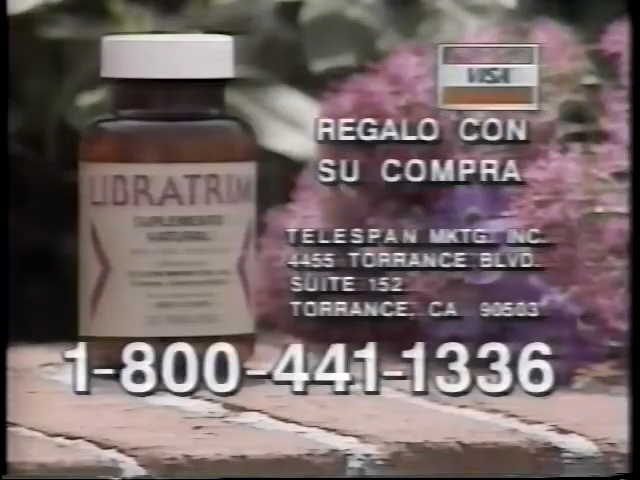 VISA
REGALO CON
SU COMPRA
LIBRATRIM
SUPLEMENTO
NATURAL
TELESPAN MKTG. INC.
4455 TORRANCE BLVD.
SUITE 152
TORRANCE, CA 90503
1-800-441-1336